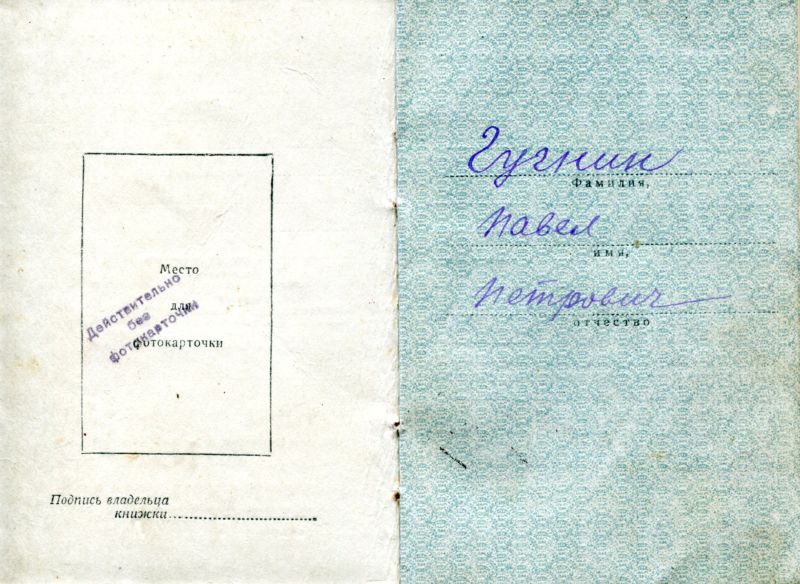 Место
для
фотокарточки
Действительно
без
фотокарточки
Подпись владельца
книжки
Гугнин
Фамилия,
Павел
имя,
Петрович
отчество